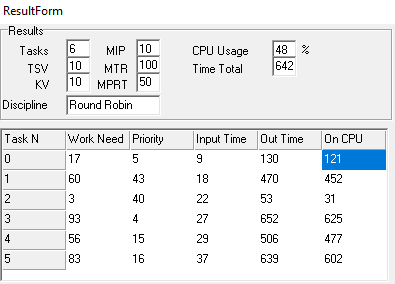 ResultForm
Results
Tasks 6 MIP 10 CPU Usage 48 %
TSV 10 MTR 100 Time Total 642
KV 10 MPRT 50
Discipline Round Robin
Task N Work Need Priority Input Time Out Time On CPU
0 17 5 9 130 121
1 60 43 18 470 452
2 3 40 22 53 31
3 93 4 27 652 625
4 56 15 29 506 477
5 83 16 37 639 602